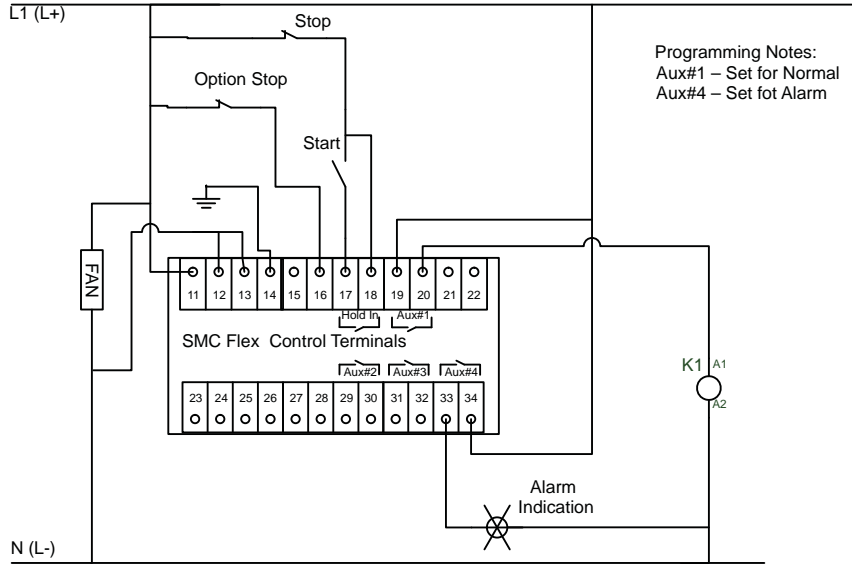 L1 (L+)
Stop
Programming Notes:
Aux#1 – Set for Normal
Aux#4 – Set fot Alarm
Option Stop
Start
FAN
11 12 13 14 15 16 17 18 19 20 21 22
Hold In Aux#1
SMC Flex Control Terminals
Aux#2 Aux#3 Aux#4
K1 A1
A2
23 24 25 26 27 28 29 30 31 32 33 34
Alarm
Indication
N (L-)